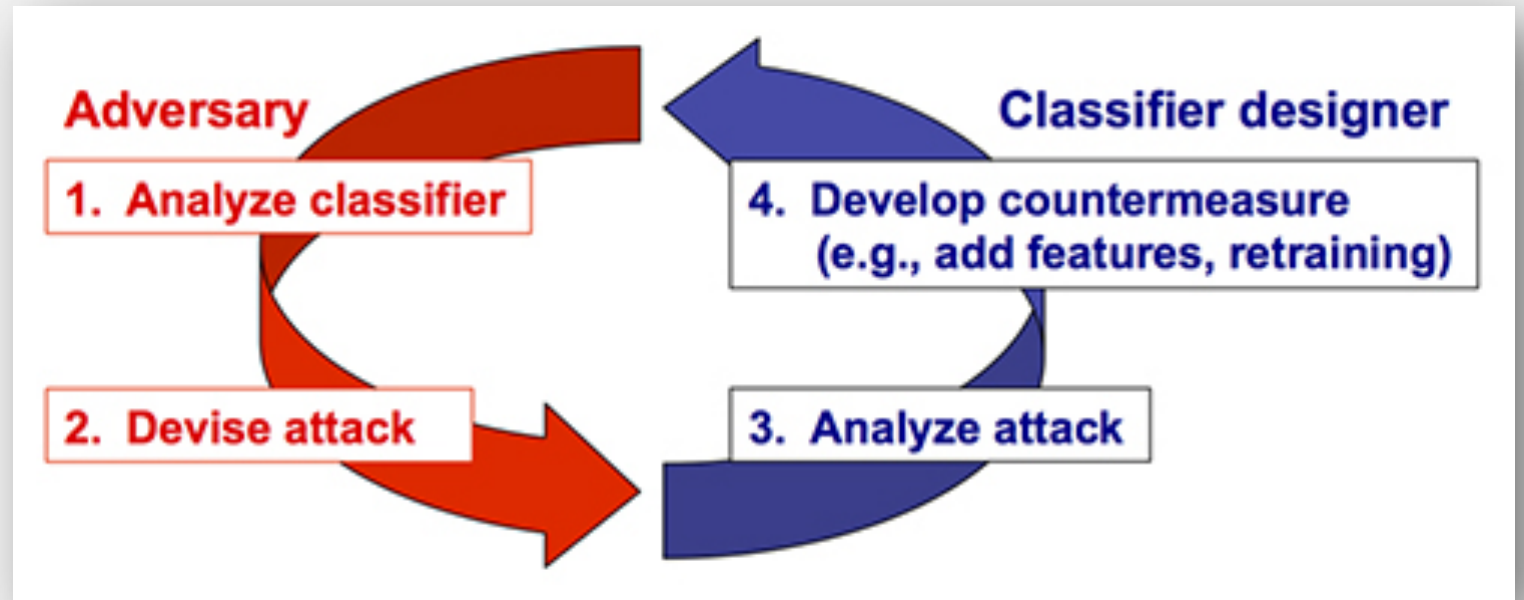 Adversary
1. Analyze classifier
2. Devise attack
Classifier designer
4. Develop countermeasure
(e.g., add features, retraining)
3. Analyze attack